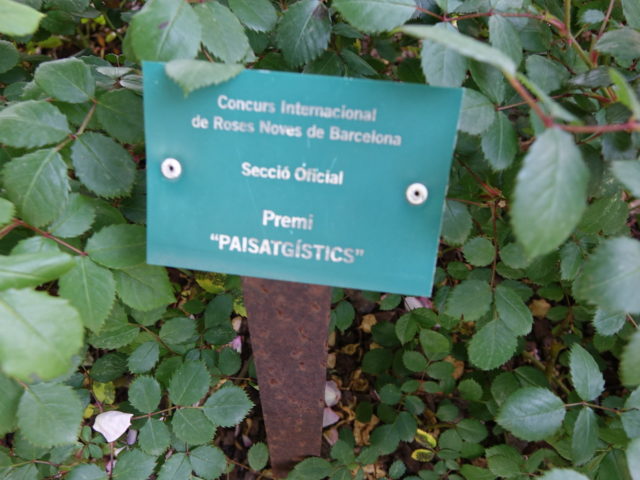 Concurs Internacional
de Roses Noves de Barcelona
Secció Oficial
Premi
"PAISATGÍSTICS"